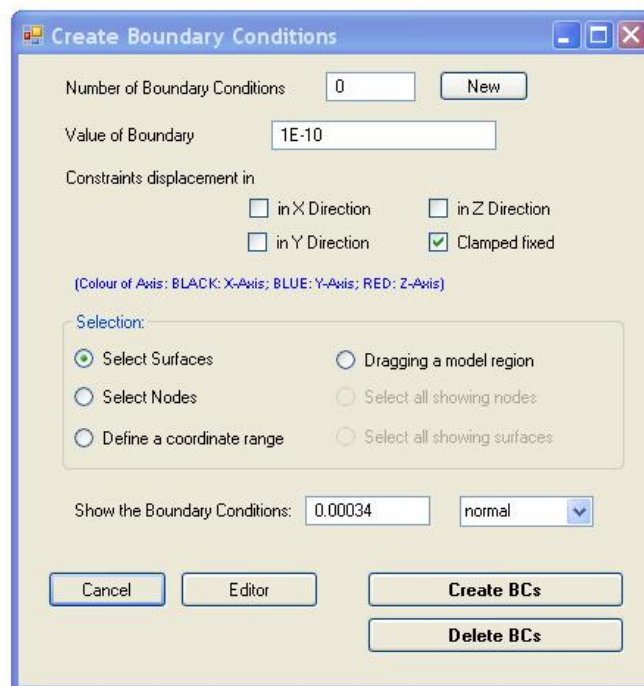 Create Boundary Conditions
Number of Boundary Conditions 0 New
Value of Boundary 1E-10
Constraints displacement in
in X Direction in Z Direction
in Y Direction Clamped fixed
(Colour of Axis: BLACK: X-Axis; BLUE: Y-Axis; RED: Z-Axis)
Selection:
Select Surfaces Dragging a model region
Select Nodes Select all showing nodes
Define a coordinate range Select all showing surfaces
Show the Boundary Conditions: 0.00034 normal
Cancel Editor Create BCs
Delete BCs